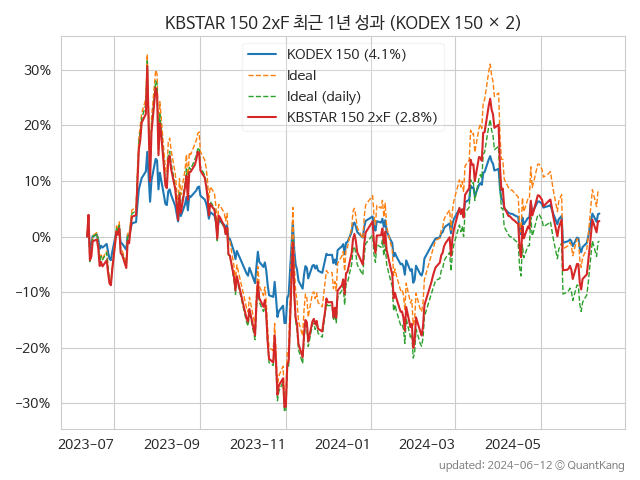 KBSTAR 150 2xF 최근 1년 성과 (KODEX 150 × 2)
KODEX 150 (4.1%)
Ideal
Ideal (daily)
KBSTAR 150 2xF (2.8%)
30%
20%
10%
0%
−10%
−20%
−30%
2023-07 2023-09 2023-11 2024-01 2024-03 2024-05
updated: 2024-06-12 © QuantKang